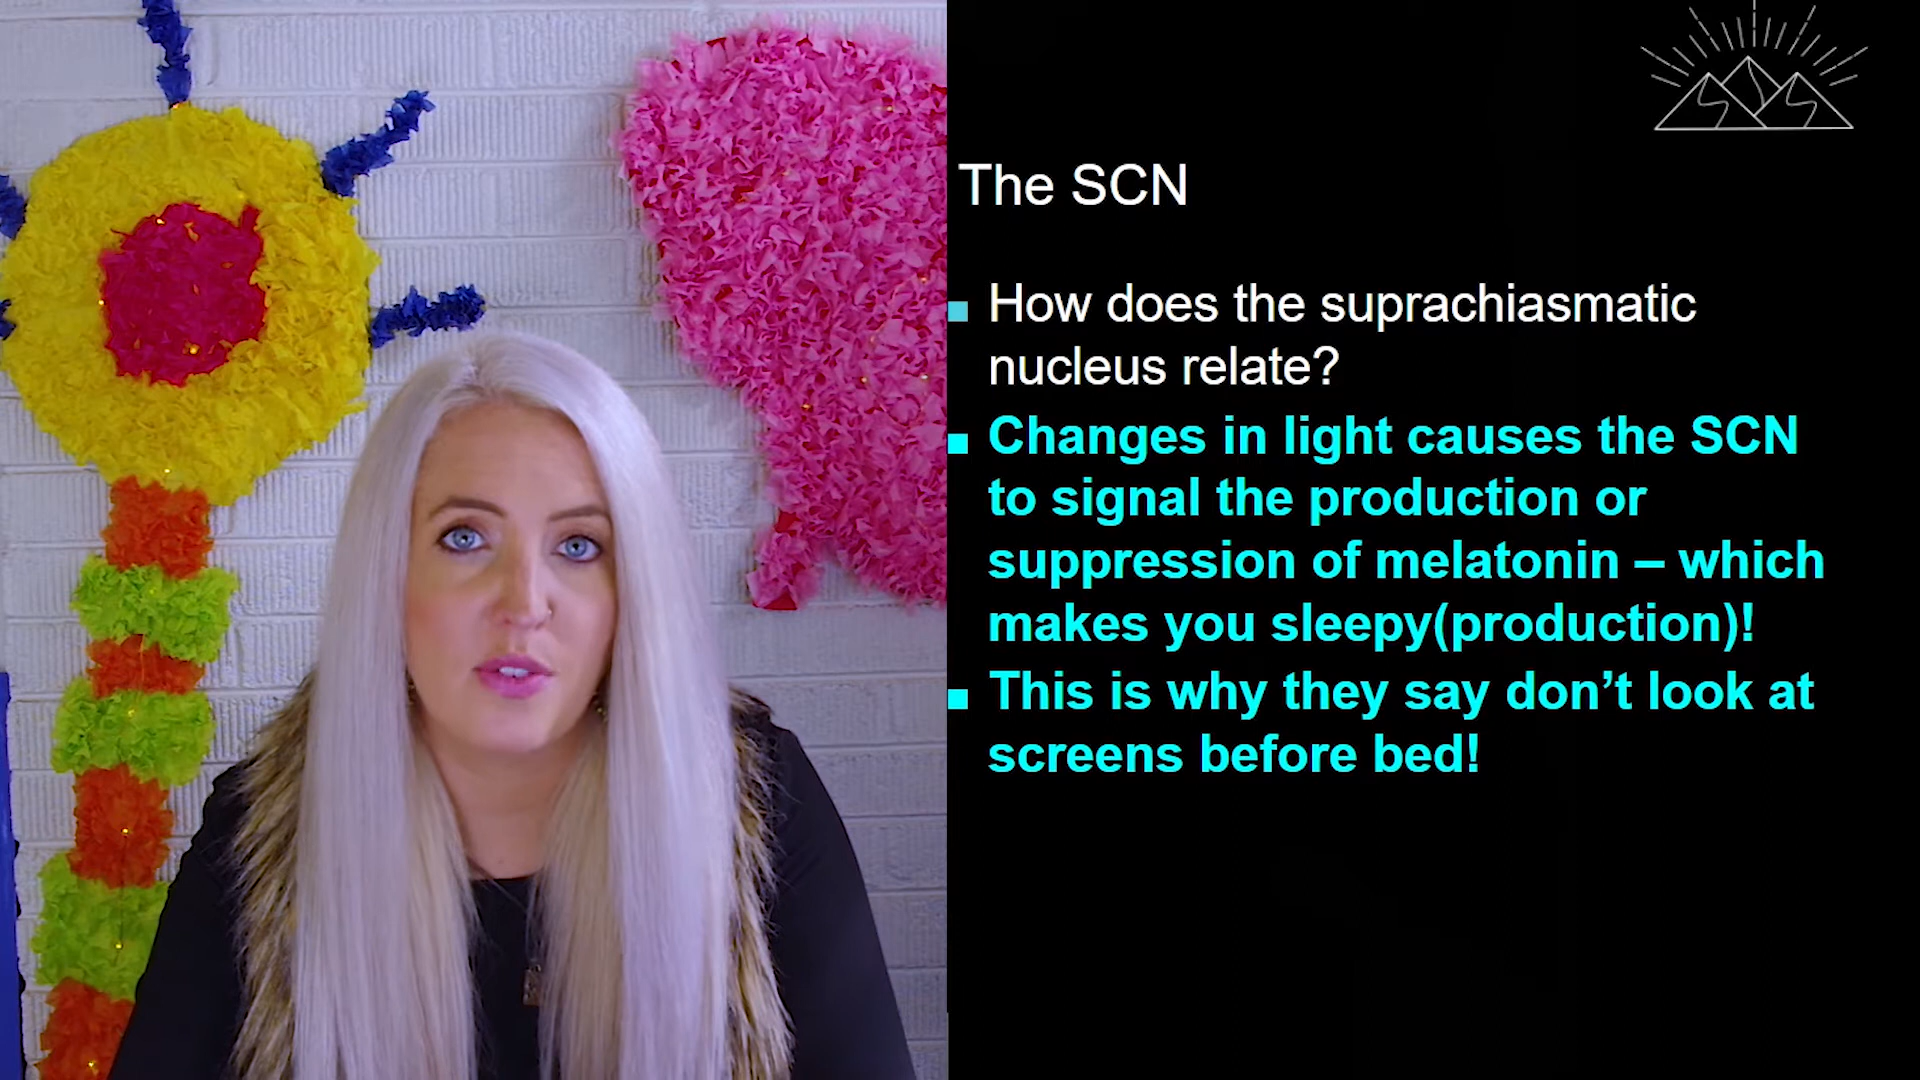 The SCN
How does the suprachiasmatic
nucleus relate?
Changes in light causes the SCN
to signal the production or
suppression of melatonin – which
makes you sleepy(production)!
This is why they say don’t look at
screens before bed!